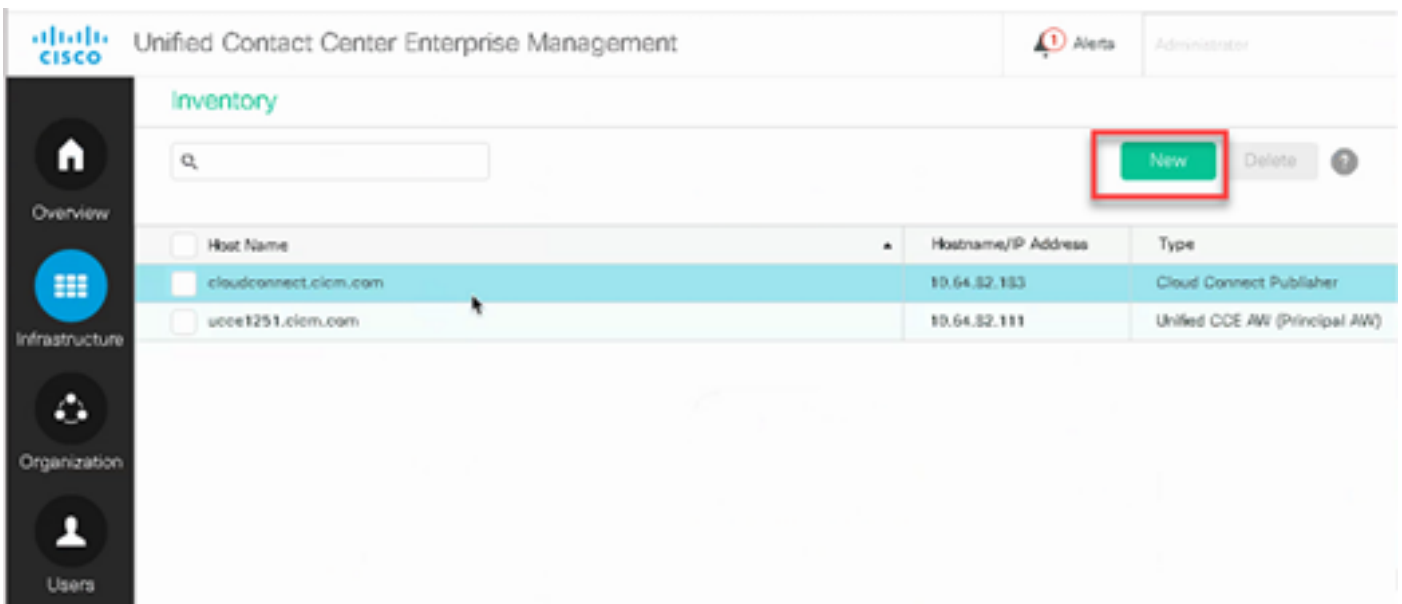 CISCO
Unified Contact Center Enterprise Management
1
Alerts
Administrator
Inventory
New
Delete
?
Overview
Host Name
Hostname/IP Address
Type
cloudconnect.cicm.com
10.64.82.183
Cloud Connect Publisher
Infrastructure
ucce1251.cicm.com
10.64.82.111
Unified CCE AW (Principal AW)
Organization
Users